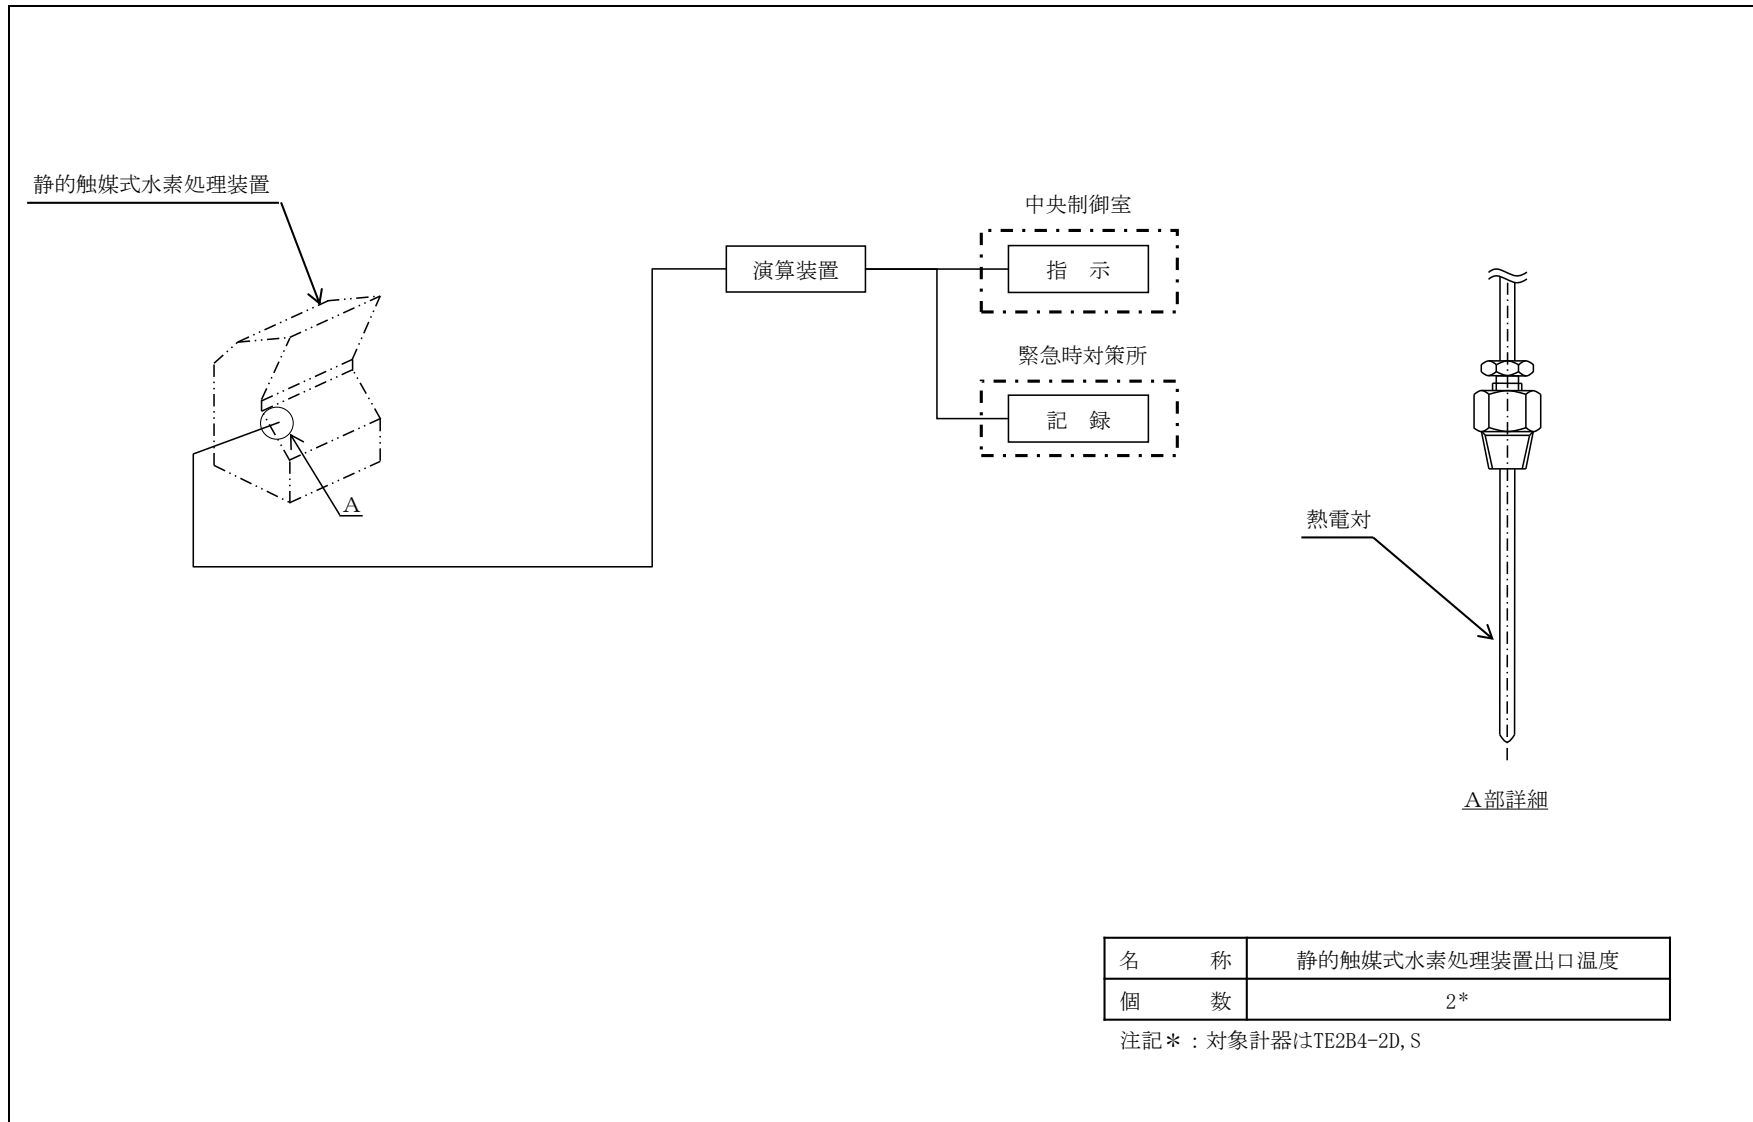 静的触媒式水素処理装置
中央制御室
演算装置
指　示
緊急時対策所
記　録
A
熱電対
A部詳細
名　称　静的触媒式水素処理装置出口温度
個　数　2*
注記＊：対象計器はTE2B4-2D,S